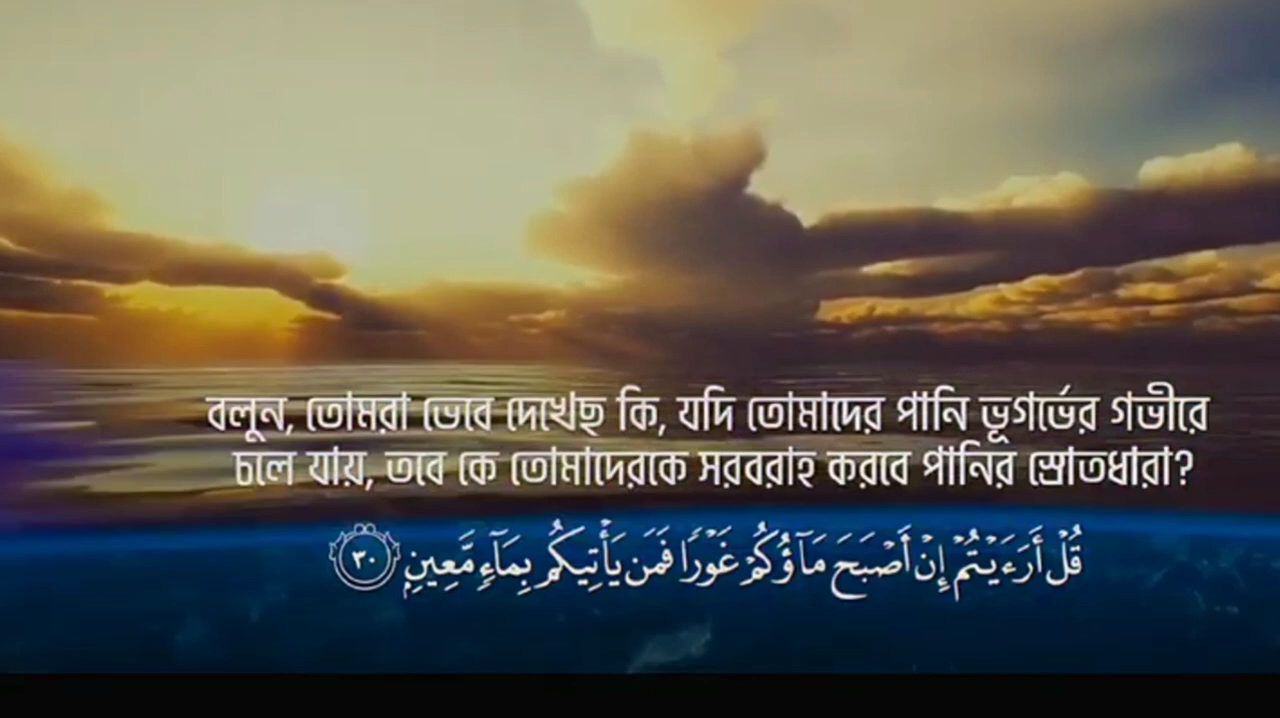 বলুন, তোমরা ভেবে দেখেছ কি, যদি তোমাদের পানি ভূগর্ভের গভীরে
চলে যায়, তবে কে তোমাদেরকে সরবরাহ করবে পানির স্রোতধারা?
قُلْ أَرَءَيْتُمْ إِنْ أَصْبَحَ مَآؤُكُمْ غَوْرًا فَمَن يَأْتِيكُم بِمَآءٍ مَّعِينٍۭ ٣٠